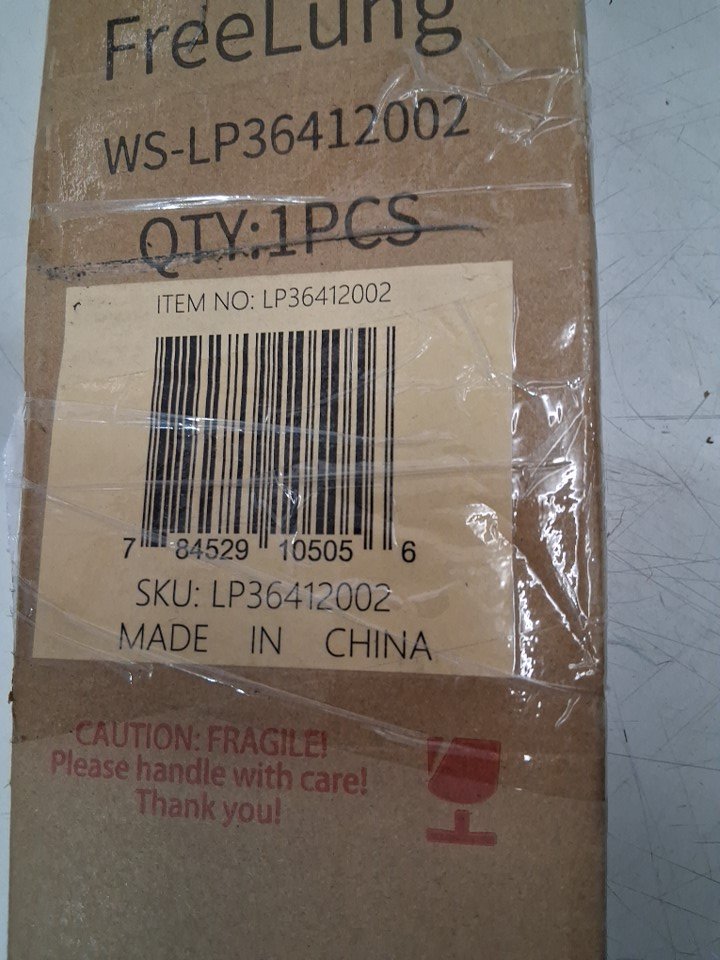 FreeLung
WS-LP36412002
QTY:1PCS
ITEM NO: LP36412002
7 84529 10505 6
SKU: LP36412002
MADE IN CHINA
CAUTION: FRAGILE!
Please handle with care!
Thank you!